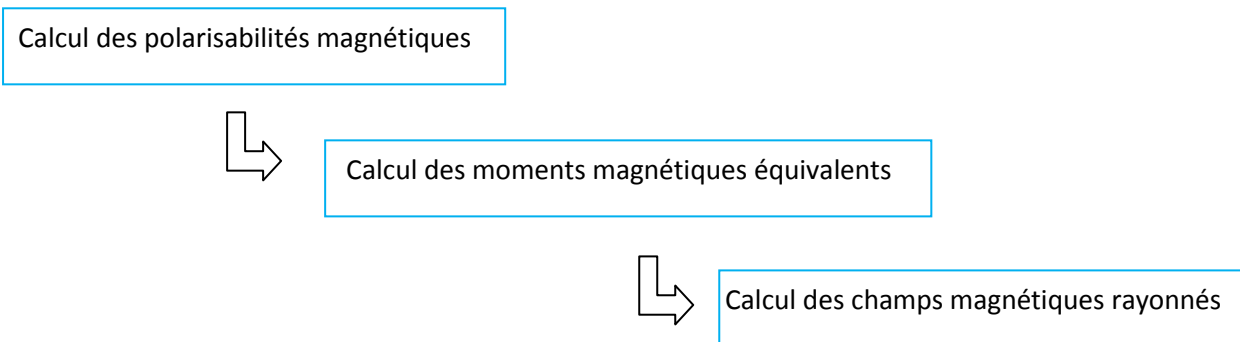 Calcul des polarisabilités magnétiques
Calcul des moments magnétiques équivalents
Calcul des champs magnétiques rayonnés